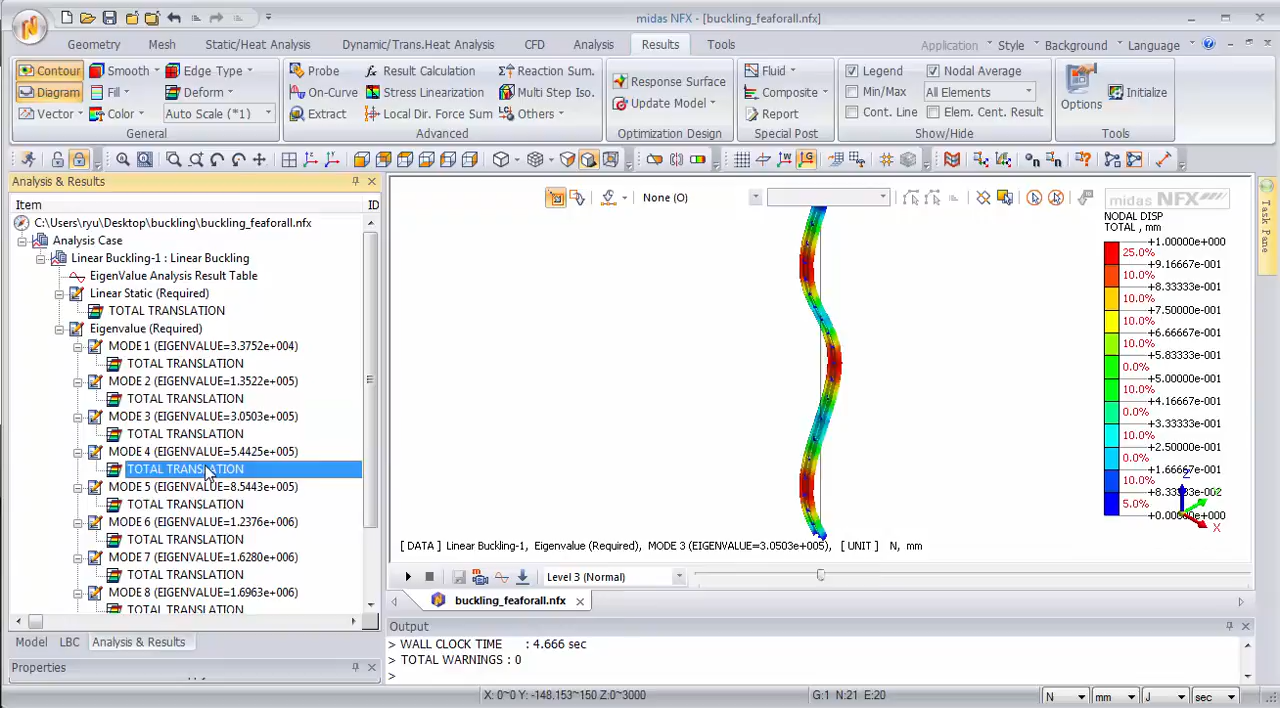 midas NFX - [buckling_feaforall.nfx]
Geometry Mesh Static/Heat Analysis Dynamic/Trans.Heat Analysis CFD Analysis Results Tools Application Style Background Language
Contour Smooth Edge Type Probe Result Calculation Reaction Sum. Response Surface Fluid Legend Nodal Average
Diagram Fill Deform On-Curve Stress Linearization Multi Step Iso. Update Model Composite Min/Max All Elements Options Initialize
Vector Color Auto Scale (*1) Extract Local Dir. Force Sum Others Report Cont. Line Elem. Cent. Result
General Advanced Optimization Design Special Post Show/Hide Tools
Analysis & Results
Item ID
C:\Users\ryu\Desktop\buckling\buckling_feaforall.nfx
Analysis Case
Linear Buckling-1 : Linear Buckling
EigenValue Analysis Result Table
Linear Static (Required)
TOTAL TRANSLATION
Eigenvalue (Required)
MODE 1 (EIGENVALUE=3.3752e+004)
TOTAL TRANSLATION
MODE 2 (EIGENVALUE=1.3522e+005)
TOTAL TRANSLATION
MODE 3 (EIGENVALUE=3.0503e+005)
TOTAL TRANSLATION
MODE 4 (EIGENVALUE=5.4425e+005)
TOTAL TRANSLATION
MODE 5 (EIGENVALUE=8.5443e+005)
TOTAL TRANSLATION
MODE 6 (EIGENVALUE=1.2376e+006)
TOTAL TRANSLATION
MODE 7 (EIGENVALUE=1.6280e+006)
TOTAL TRANSLATION
MODE 8 (EIGENVALUE=1.6963e+006)
TOTAL TRANSLATION
Model LBC Analysis & Results
Properties
None (O)
midas NFX
NODAL DISP
TOTAL , mm
+1.00000e+000
25.0%
+9.16667e-001
10.0%
+8.33333e-001
10.0%
+7.50000e-001
10.0%
+6.66667e-001
10.0%
+5.83333e-001
0.0%
+5.00000e-001
10.0%
+4.16667e-001
0.0%
+3.33333e-001
10.0%
+2.50000e-001
0.0%
+1.66667e-001
10.0%
5.0%
X
Task Pane
[ DATA ] Linear Buckling-1, Eigenvalue (Required), MODE 3 (EIGENVALUE=3.0503e+005), [ UNIT ] N, mm
Level 3 (Normal)
buckling_feaforall.nfx
Output
> WALL CLOCK TIME : 4.666 sec
> TOTAL WARNINGS : 0
>
X: 0~0 Y: -148.153~150 Z:0~3000 G:1 N:21 E:20 N mm J sec